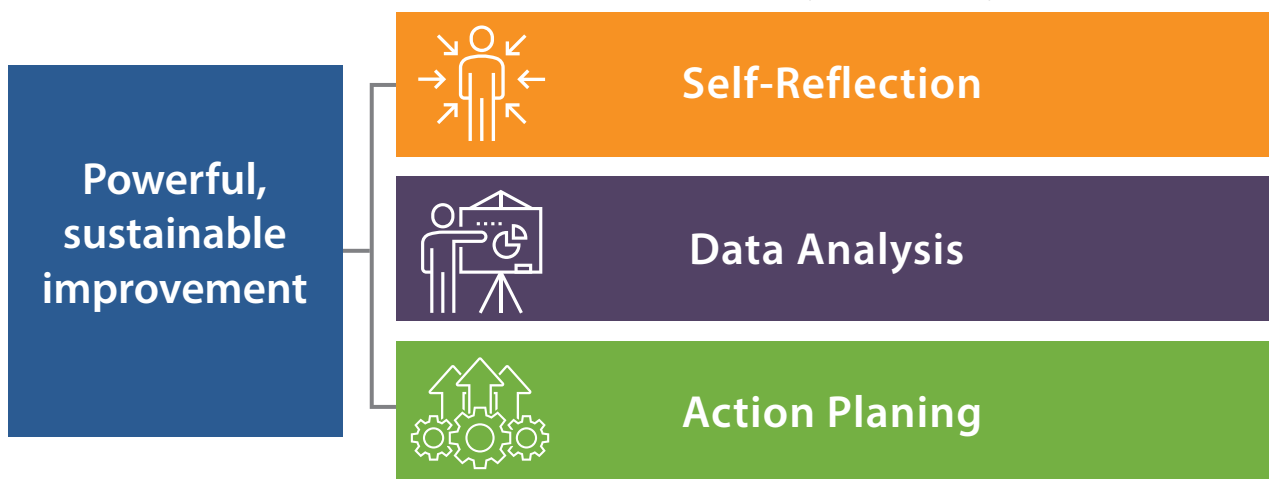 Powerful,
sustainable
improvement
Self-Reflection
Data Analysis
Action Planing